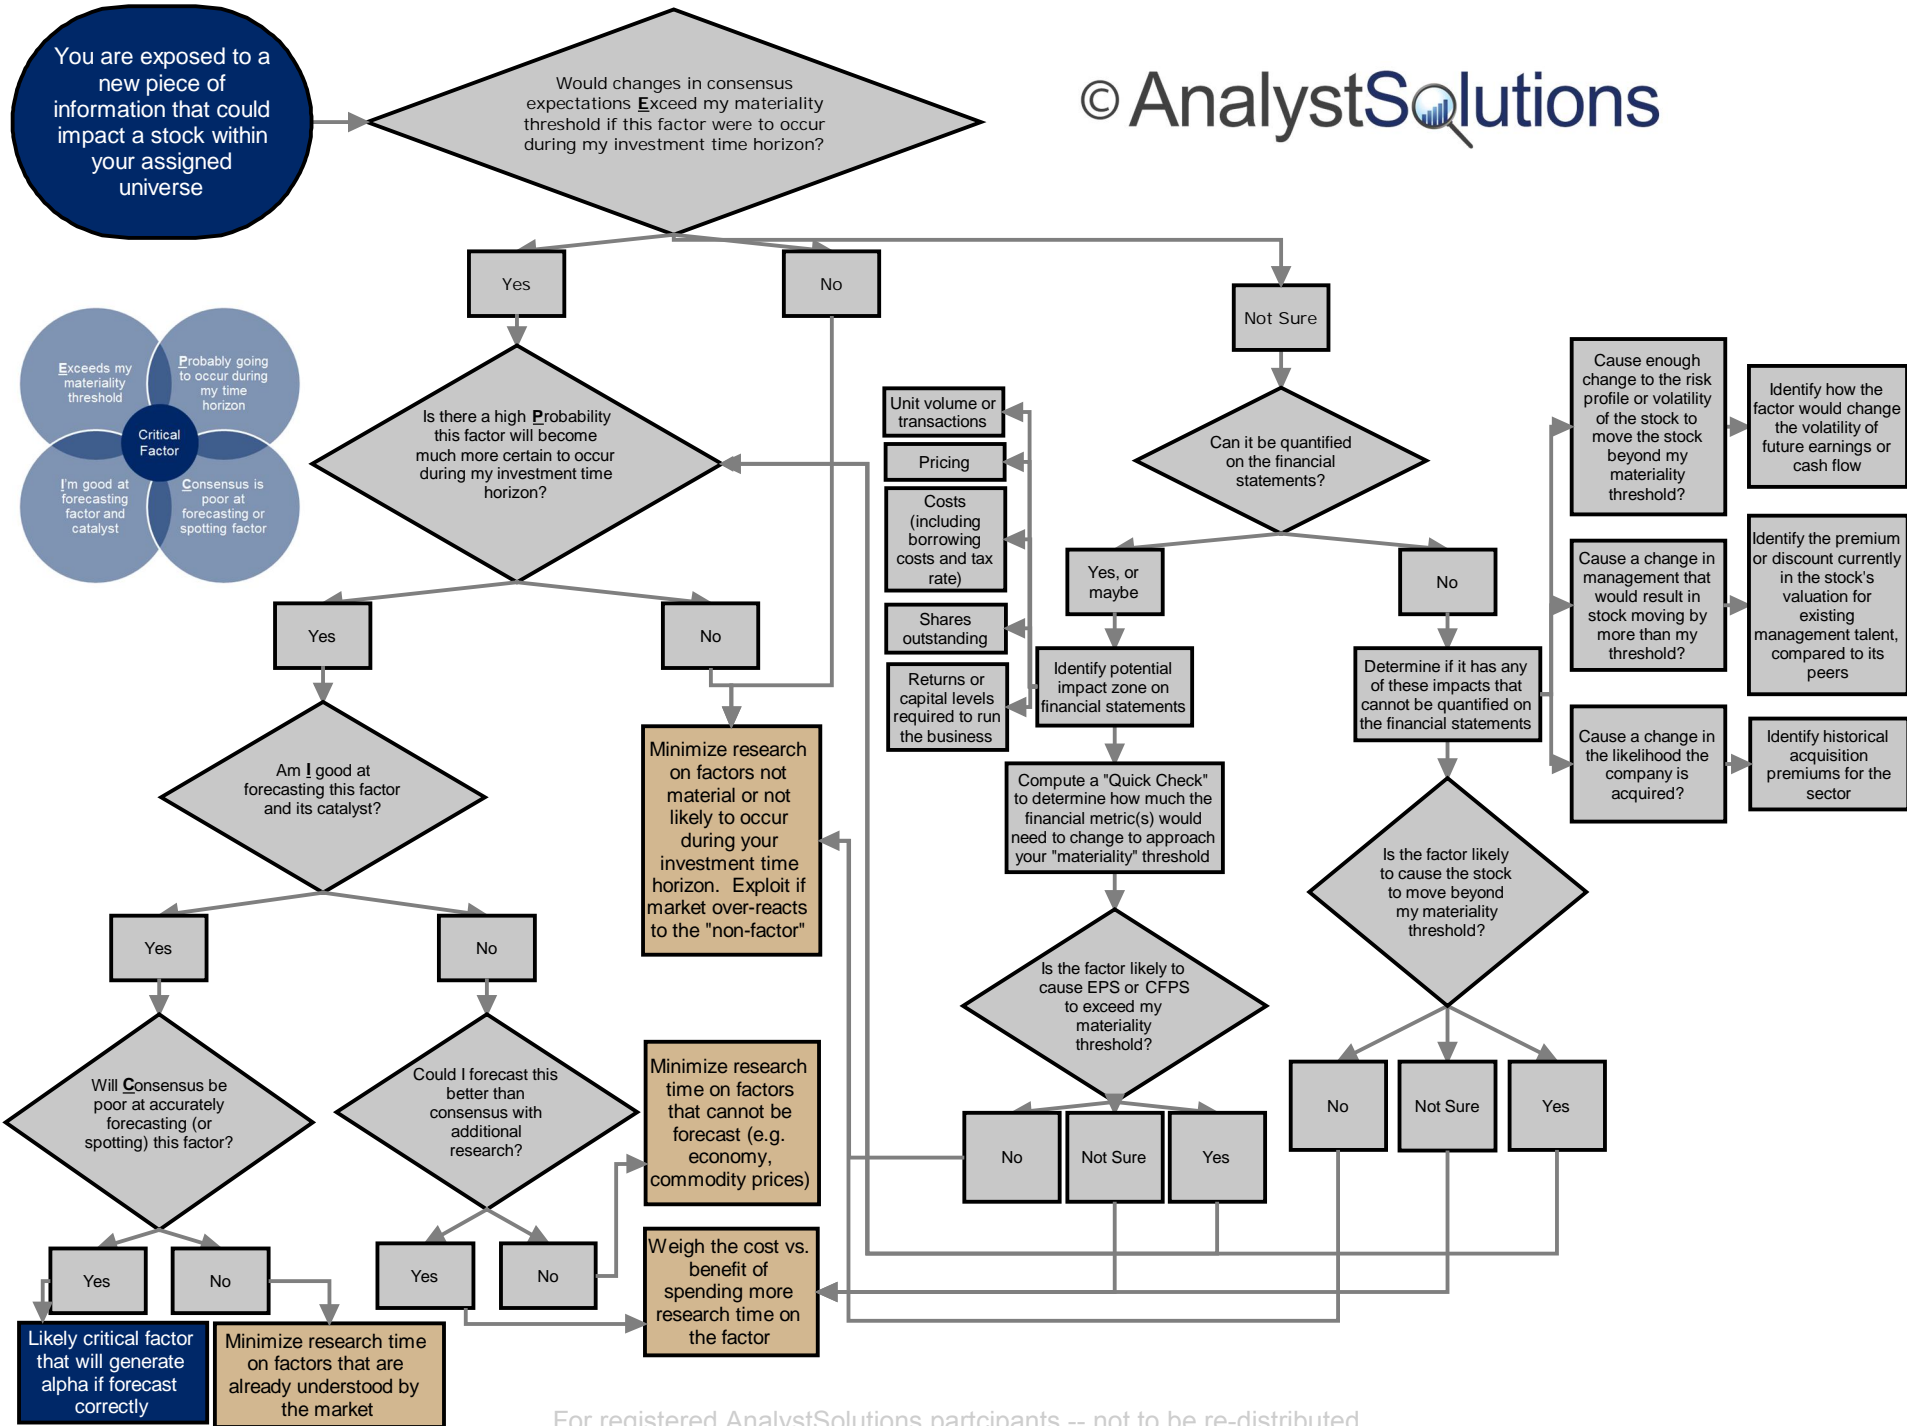 You are exposed to a
new piece of
information that could
impact a stock within
your assigned
universe
Would changes in consensus
expectations Exceed my materiality
threshold if this factor were to occur
during my investment time horizon?
© AnalystSolutions
Yes
No
Not Sure
Exceeds my
materiality
threshold
Probably going
to occur during
my time
horizon
Critical
Factor
I'm good at
forecasting
factor and
catalyst
Consensus is
poor at
forecasting or
spotting factor
Is there a high Probability
this factor will become
much more certain to occur
during my investment time
horizon?
Unit volume or
transactions
Pricing
Costs
(including
borrowing
costs and tax
rate)
Shares
outstanding
Returns or
capital levels
required to run
the business
Can it be quantified
on the financial
statements?
Cause enough
change to the risk
profile or volatility
of the stock to
move the stock
beyond my
materiality
threshold?
Identify how the
factor would change
the volatility of
future earnings or
cash flow
Cause a change in
management that
would result in
stock moving by
more than my
threshold?
Identify the premium
or discount currently
in the stock's
valuation for
existing
management talent,
compared to its
peers
Cause a change in
the likelihood the
company is
acquired?
Identify historical
acquisition
premiums for the
sector
Yes, or
maybe
No
Yes
No
Identify potential
impact zone on
financial statements
Determine if it has any
of these impacts that
cannot be quantified on
the financial statements
Am I good at
forecasting this factor
and its catalyst?
Minimize research
on factors not
material or not
likely to occur
during your
investment time
horizon. Exploit if
market over-reacts
to the "non-factor"
Compute a "Quick Check"
to determine how much the
financial metric(s) would
need to change to approach
your "materiality" threshold
Is the factor likely
to cause the stock
to move beyond
my materiality
threshold?
Yes
No
Is the factor likely to
cause EPS or CFPS
to exceed my
materiality
threshold?
Will Consensus be
poor at accurately
forecasting (or
spotting) this factor?
Could I forecast this
better than
consensus with
additional
research?
Minimize research
time on factors
that cannot be
forecast (e.g.
economy,
commodity prices)
No
Not Sure
Yes
No
Not Sure
Yes
Yes
No
Yes
No
Weigh the cost vs.
benefit of
spending more
research time on
the factor
Likely critical factor
that will generate
alpha if forecast
correctly
Minimize research time
on factors that are
already understood by
the market
For registered AnalystSolutions partcipants -- not to be re-distributed